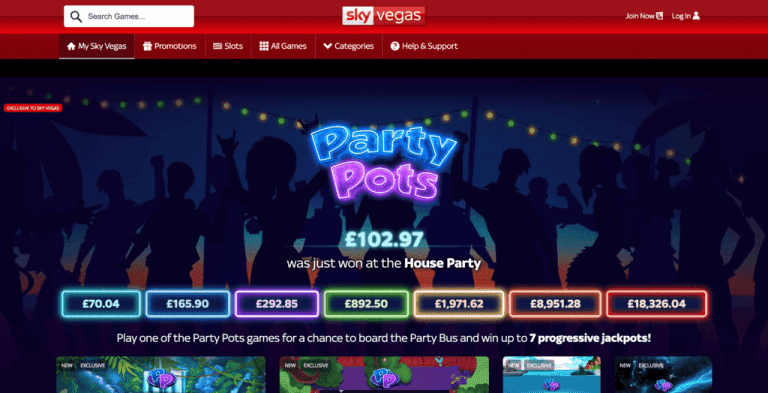 Search Games...
sky vegas
Join Now
Log In
My Sky Vegas
Promotions
Slots
All Games
Categories
Help & Support
EXCLUSIVE TO SKY VEGAS
Party
Pots
£102.97
was just won at the House Party
£70.04 £165.90 £292.85 £892.50 £1,971.62 £8,951.28 £18,326.04
Play one of the Party Pots games for a chance to board the Party Bus and win up to 7 progressive jackpots!
NEW EXCLUSIVE NEW EXCLUSIVE NEW EXCLUSIVE NEW EXCLUSIVE
PP PP PP PP